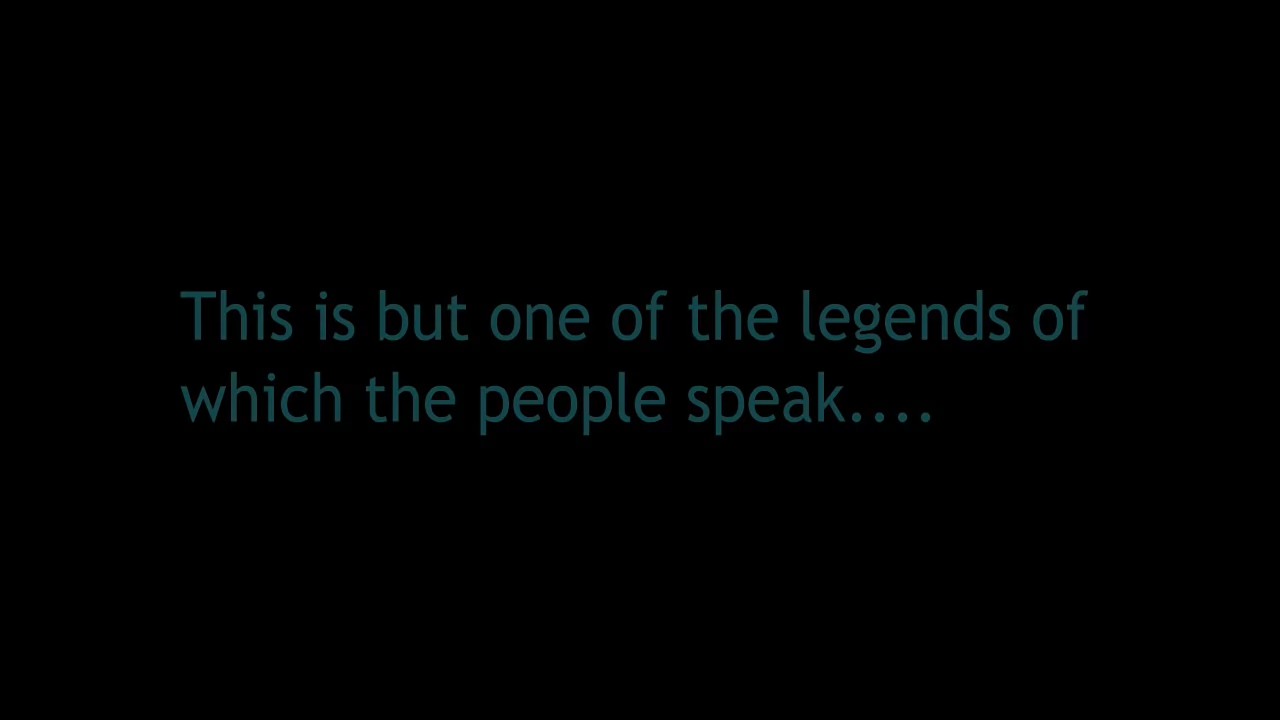 This is but one of the legends of
which the people speak....